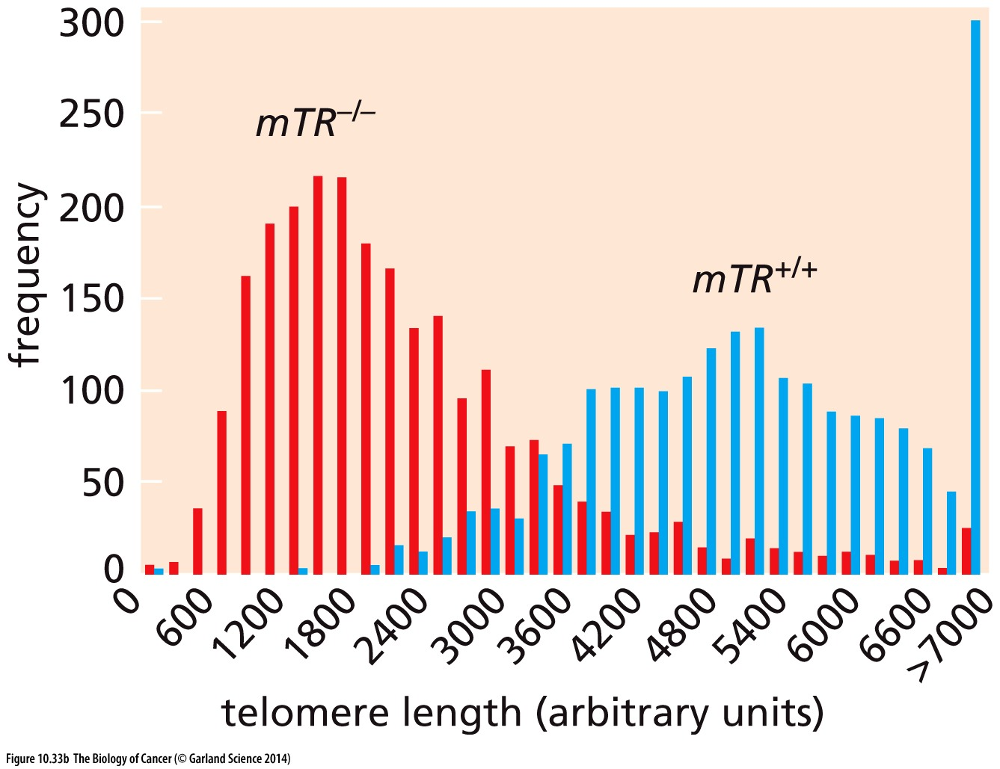 300
250
200
150
100
50
0
frequency
mTR–/–
mTR+/+
0 600 1200 1800 2400 3000 3600 4200 4800 5400 6000 6600 >7000
telomere length (arbitrary units)
Figure 10.33b The Biology of Cancer (© Garland Science 2014)